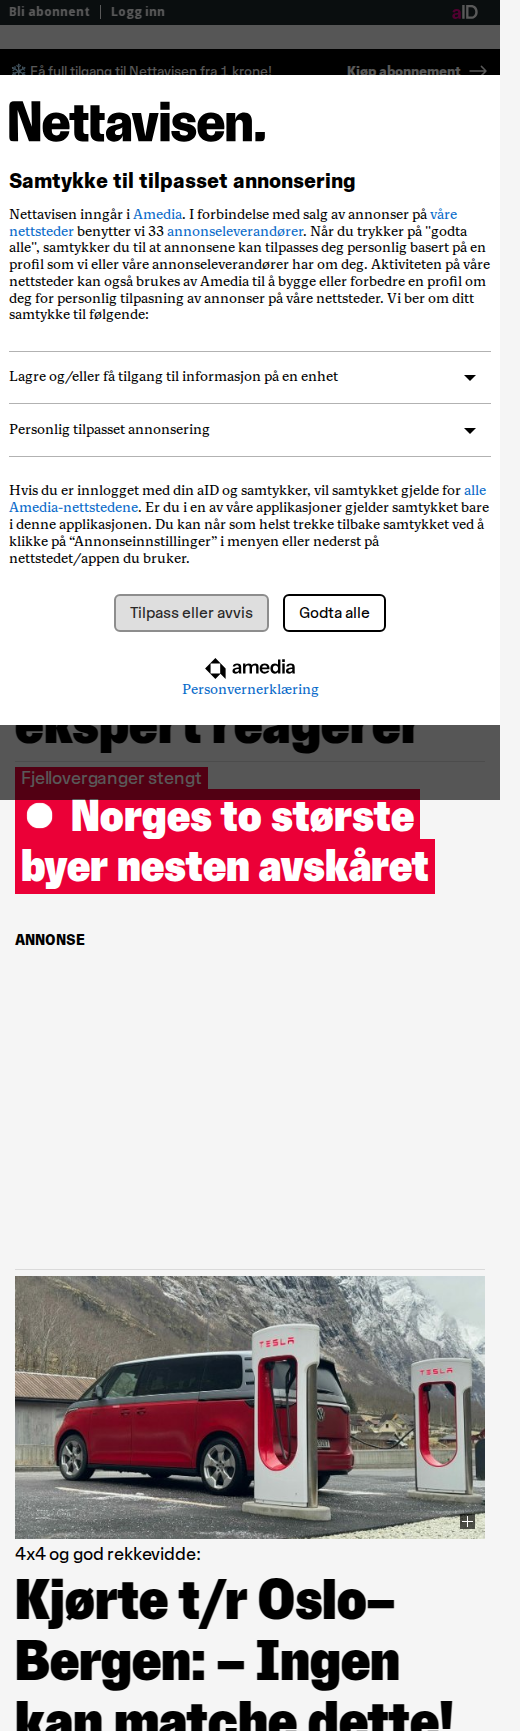 Bli abonnent
Logg inn
aID
Få full tilgang til Nettavisen fra 1 krone!
Kjøp abonnement
Nettavisen.
Samtykke til tilpasset annonsering
Nettavisen inngår i Amedia. I forbindelse med salg av annonser på våre
nettsteder benytter vi 33 annonseleverandører. Når du trykker på "godta
alle", samtykker du til at annonsene kan tilpasses deg personlig basert på en
profil som vi eller våre annonseleverandører har om deg. Aktiviteten på våre
nettsteder kan også brukes av Amedia til å bygge eller forbedre en profil om
deg for personlig tilpasning av annonser på våre nettsteder. Vi ber om ditt
samtykke til følgende:
Lagre og/eller få tilgang til informasjon på en enhet
Personlig tilpasset annonsering
Hvis du er innlogget med din aID og samtykker, vil samtykket gjelde for alle
Amedia-nettstedene. Er du i en av våre applikasjoner gjelder samtykket bare
i denne applikasjonen. Du kan når som helst trekke tilbake samtykket ved å
klikke på “Annonseinnstillinger” i menyen eller nederst på
nettstedet/appen du bruker.
Tilpass eller avvis
Godta alle
amedia
Personvernerklæring
ekspert reagerer
Fjelloverganger stengt
Norges to største
byer nesten avskåret
ANNONSE
TESLA
TESLA
4x4 og god rekkevidde:
Kjørte t/r Oslo–
Bergen: – Ingen
kan matche dette!